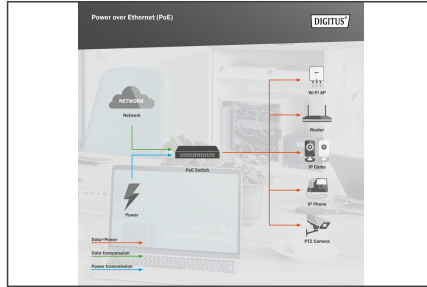 Power over Ethernet (PoE)
DIGITUS®
NETWORK
Network
PoE Switch
Power
Wi-Fi AP
Router
IP Cams
IP Phone
PTZ Camera
Data+Power
Data transmission
Power transmission